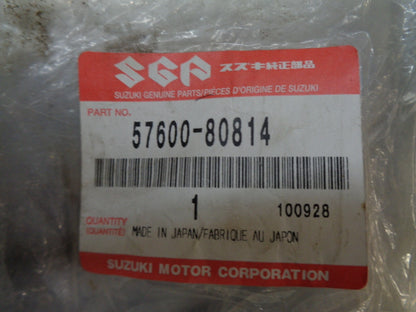 SGP スズキ純正部品
SUZUKI GENUINE PARTS/PIÈCES D'ORIGINE DE SUZUKI
PART NO.
57600-80814
1 100928
QUANTITY
(QUANTITÉ) MADE IN JAPAN/FABRIQUE AU JAPON
SUZUKI MOTOR CORPORATION